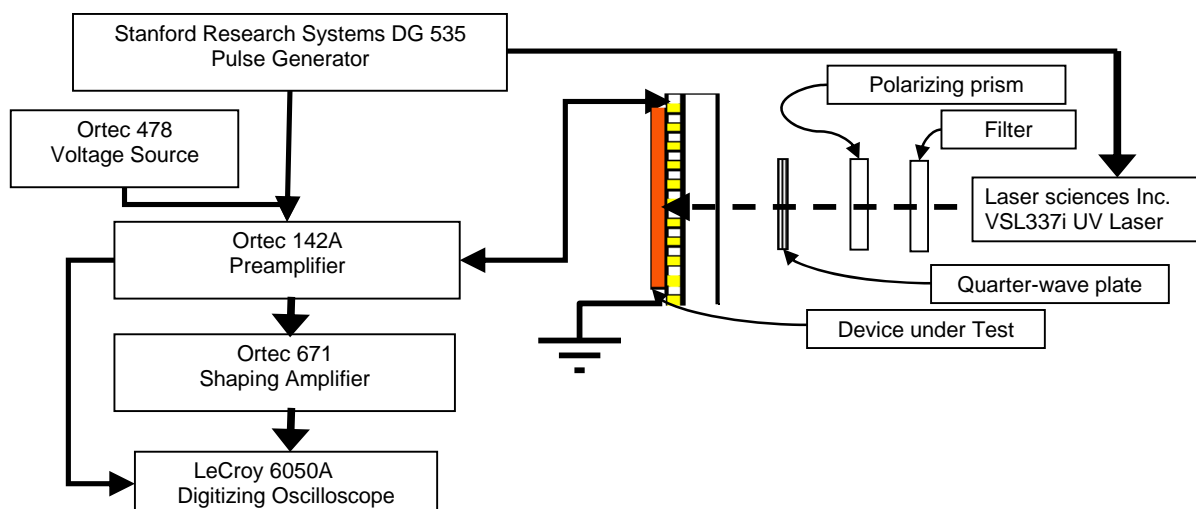 Stanford Research Systems DG 535
Pulse Generator
Polarizing prism
Ortec 478
Voltage Source
Filter
Laser sciences Inc.
VSL337i UV Laser
Ortec 142A
Preamplifier
Quarter-wave plate
Device under Test
Ortec 671
Shaping Amplifier
LeCroy 6050A
Digitizing Oscilloscope